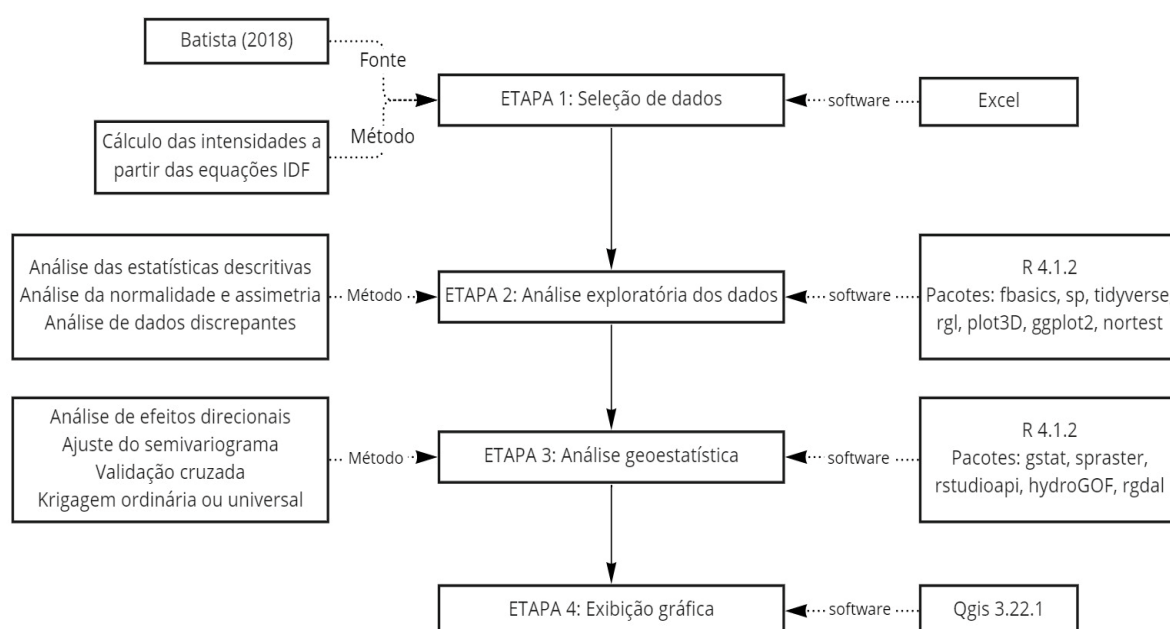 Batista (2018)
Fonte
ETAPA 1: Seleção de dados
software
Excel
Método
Cálculo das intensidades a
partir das equações IDF
Análise das estatísticas descritivas
Análise da normalidade e assimetria
Análise de dados discrepantes
Método
ETAPA 2: Análise exploratória dos dados
software
R 4.1.2
Pacotes: fbasics, sp, tidyverse
rgl, plot3D, ggplot2, nortest
Análise de efeitos direcionais
Ajuste do semivariograma
Validação cruzada
Krigagem ordinária ou universal
Método
ETAPA 3: Análise geoestatística
software
R 4.1.2
Pacotes: gstat, spraster,
rstudioapi, hydroGOF, rgdal
ETAPA 4: Exibição gráfica
software
Qgis 3.22.1